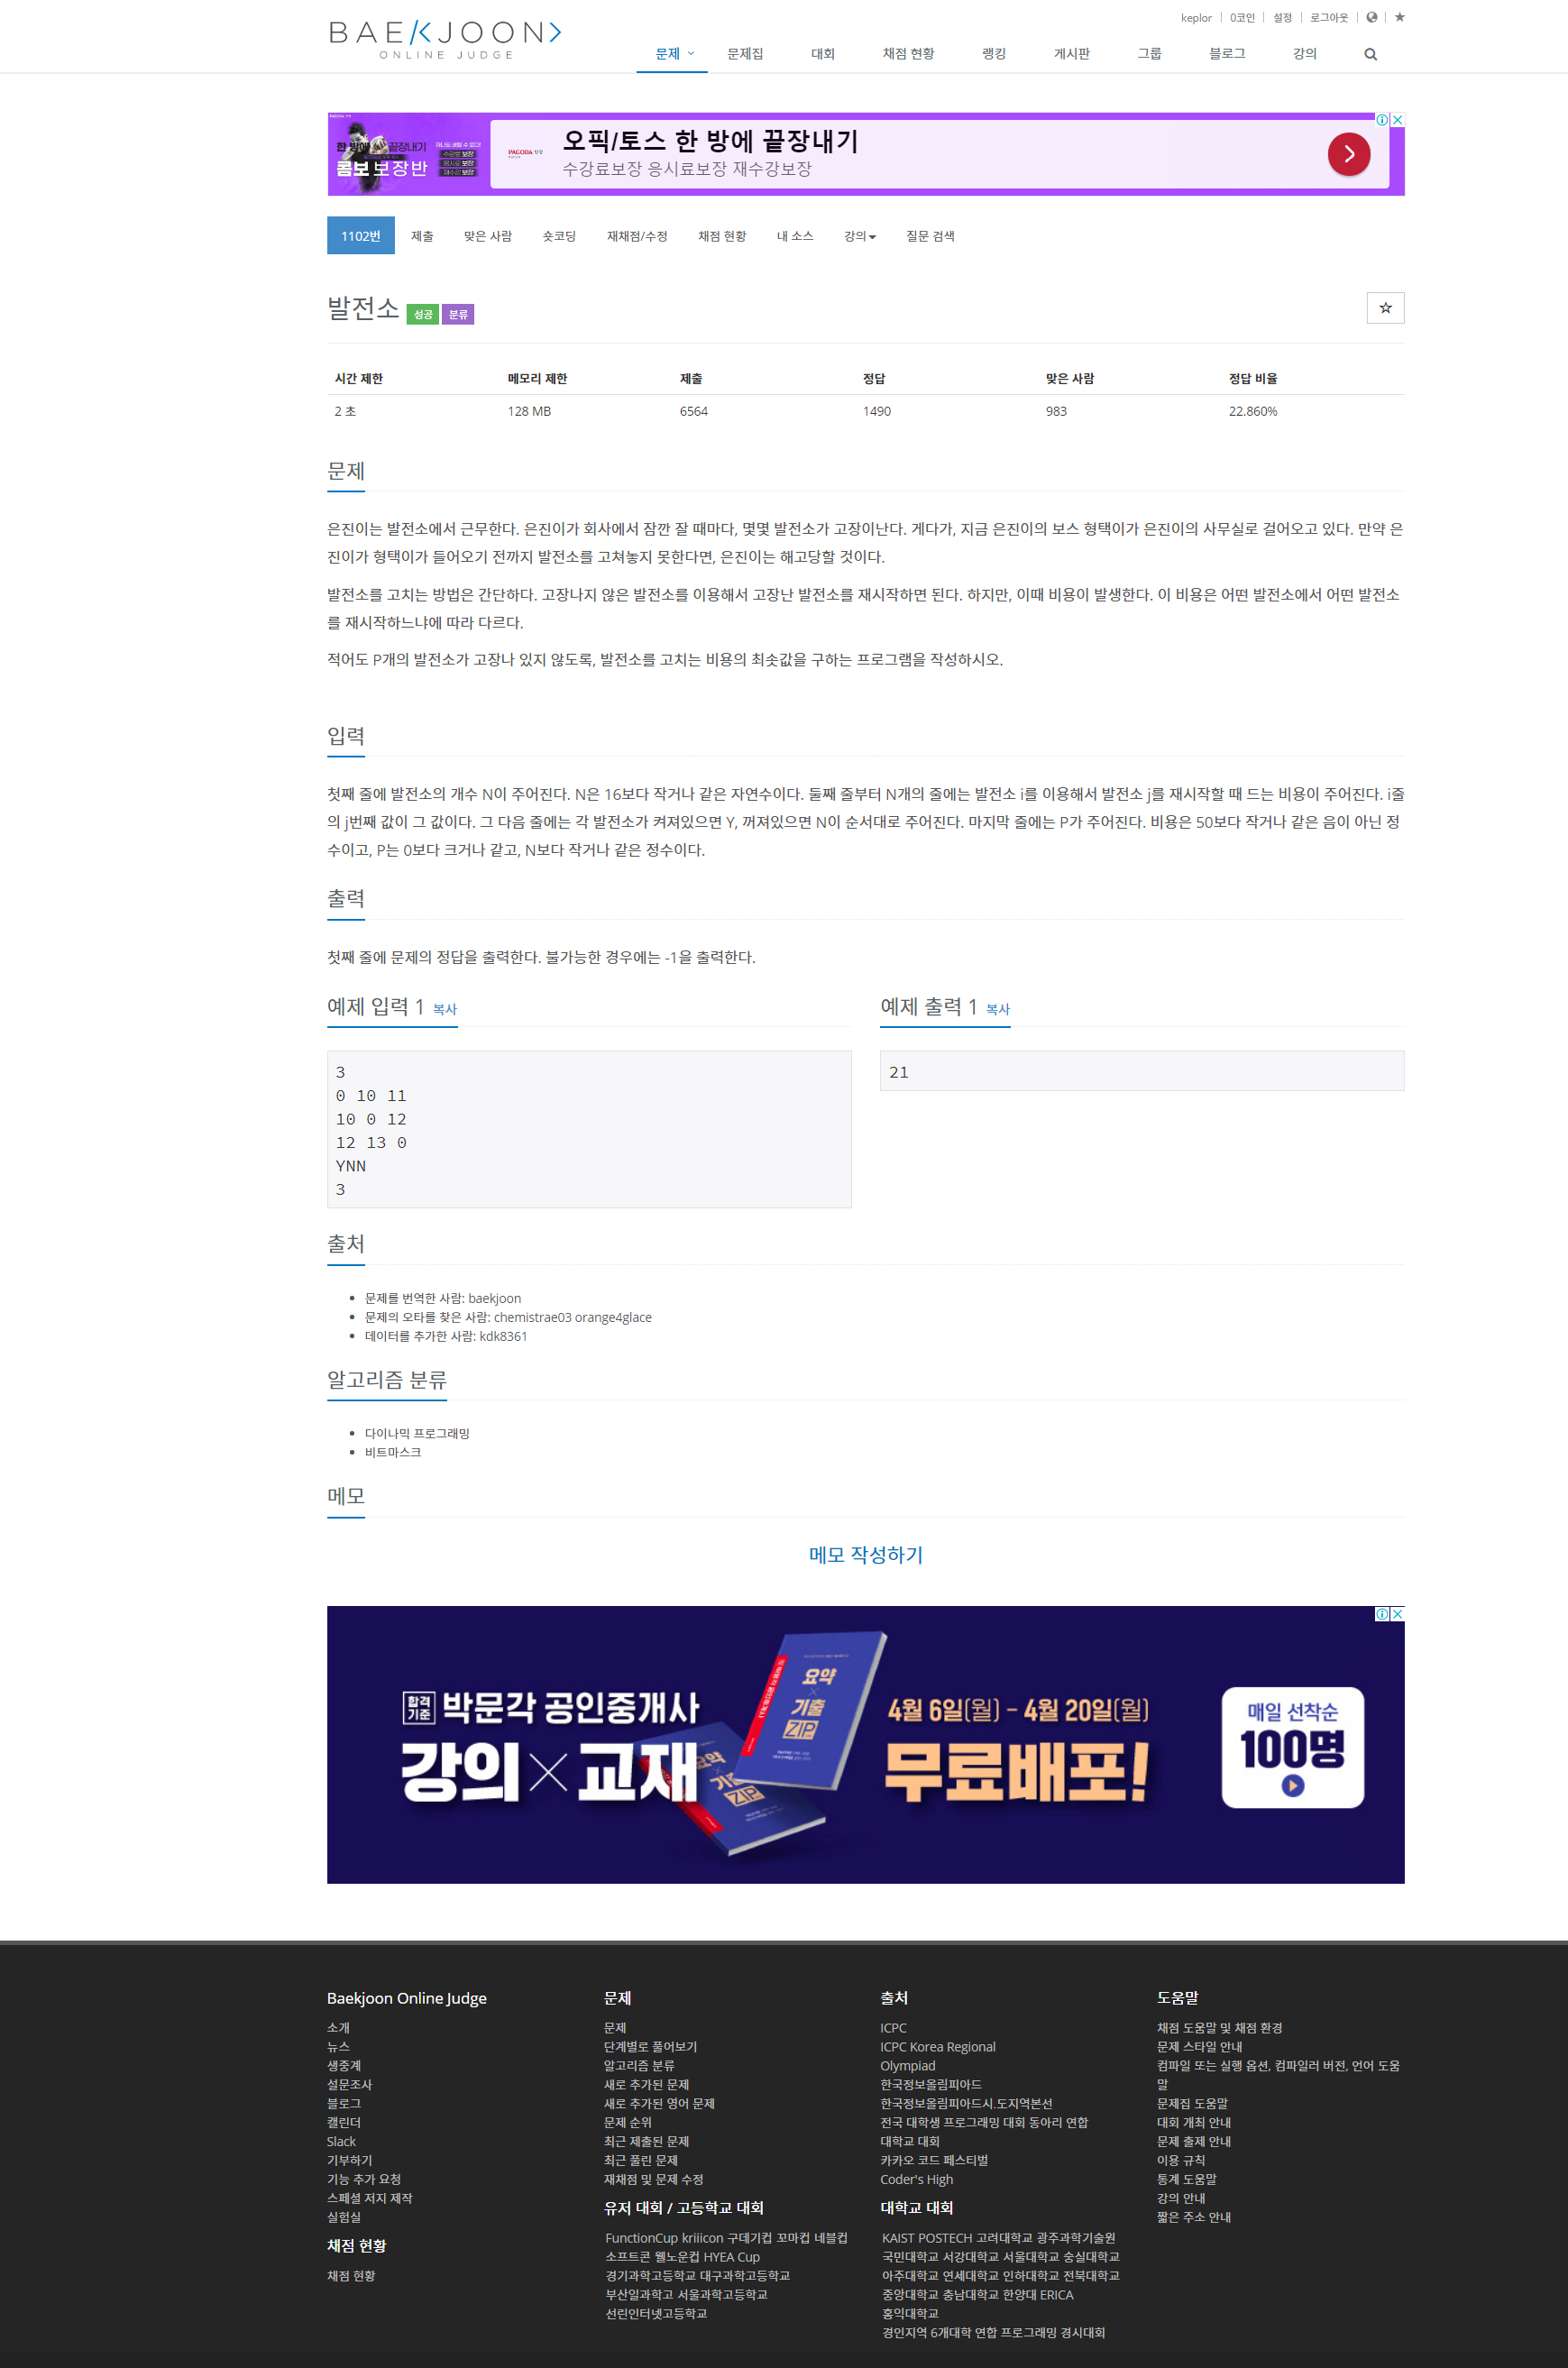 keplor 0코인 설정 로그아웃
BAEKJOON>
ONLINE JUDGE
문제 문제집 대회 채점 현황 랭킹 게시판 그룹 블로그 강의
한 방에 끝장내기
콤보 보장반
수강료 보장
응시료 보장
재수강 보장
PAGODA
오픽/토스 한 방에 끝장내기
수강료보장 응시료보장 재수강보장
1102번 제출 맞은 사람 숏코딩 재채점/수정 채점 현황 내 소스 강의 질문 검색
발전소 성공 분류
시간 제한 메모리 제한 제출 정답 맞은 사람 정답 비율
2 초 128 MB 6564 1490 983 22.860%
문제
은진이는 발전소에서 근무한다. 은진이가 회사에서 잠깐 잘 때마다, 몇몇 발전소가 고장이난다. 게다가, 지금 은진이의 보스 형택이가 은진이의 사무실로 걸어오고 있다. 만약 은
진이가 형택이가 들어오기 전까지 발전소를 고쳐놓지 못한다면, 은진이는 해고당할 것이다.
발전소를 고치는 방법은 간단하다. 고장나지 않은 발전소를 이용해서 고장난 발전소를 재시작하면 된다. 하지만, 이때 비용이 발생한다. 이 비용은 어떤 발전소에서 어떤 발전소
를 재시작하느냐에 따라 다르다.
적어도 P개의 발전소가 고장나 있지 않도록, 발전소를 고치는 비용의 최솟값을 구하는 프로그램을 작성하시오.
입력
첫째 줄에 발전소의 개수 N이 주어진다. N은 16보다 작거나 같은 자연수이다. 둘째 줄부터 N개의 줄에는 발전소 i를 이용해서 발전소 j를 재시작할 때 드는 비용이 주어진다. i줄
의 j번째 값이 그 값이다. 그 다음 줄에는 각 발전소가 켜져있으면 Y, 꺼져있으면 N이 순서대로 주어진다. 마지막 줄에는 P가 주어진다. 비용은 50보다 작거나 같은 음이 아닌 정
수이고, P는 0보다 크거나 같고, N보다 작거나 같은 정수이다.
출력
첫째 줄에 문제의 정답을 출력한다. 불가능한 경우에는 -1을 출력한다.
예제 입력 1 복사
3
0 10 11
10 0 12
12 13 0
YNN
3
예제 출력 1 복사
21
출처
문제를 번역한 사람: baekjoon
문제의 오타를 찾은 사람: chemistrae03 orange4glace
데이터를 추가한 사람: kdk8361
알고리즘 분류
다이나믹 프로그래밍
비트마스크
메모
메모 작성하기
합격기준 박문각 공인중개사
강의×교재
요약 × 기출 ZIP
4월 6일(월) - 4월 20일(월)
무료배포!
매일 선착순
100명
Baekjoon Online Judge
소개
뉴스
생중계
설문조사
블로그
캘린더
Slack
기부하기
기능 추가 요청
스페셜 저지 제작
실험실
채점 현황
채점 현황
문제
문제
단계별로 풀어보기
알고리즘 분류
새로 추가된 문제
새로 추가된 영어 문제
문제 순위
최근 제출된 문제
최근 풀린 문제
재채점 및 문제 수정
유저 대회 / 고등학교 대회
FunctionCup kriiicon 구데기컵 꼬마컵 네블컵
소프트콘 웰노운컵 HYEA Cup
경기과학고등학교 대구과학고등학교
부산일과학고 서울과학고등학교
선린인터넷고등학교
출처
ICPC
ICPC Korea Regional
Olympiad
한국정보올림피아드
한국정보올림피아드시.도지역본선
전국 대학생 프로그래밍 대회 동아리 연합
대학교 대회
카카오 코드 페스티벌
Coder's High
대학교 대회
KAIST POSTECH 고려대학교 광주과학기술원
국민대학교 서강대학교 서울대학교 숭실대학교
아주대학교 연세대학교 인하대학교 전북대학교
중앙대학교 충남대학교 한양대 ERICA
홍익대학교
경인지역 6개대학 연합 프로그래밍 경시대회
도움말
채점 도움말 및 채점 환경
문제 스타일 안내
컴파일 또는 실행 옵션, 컴파일러 버전, 언어 도움
말
문제집 도움말
대회 개최 안내
문제 출제 안내
이용 규칙
통계 도움말
강의 안내
짧은 주소 안내